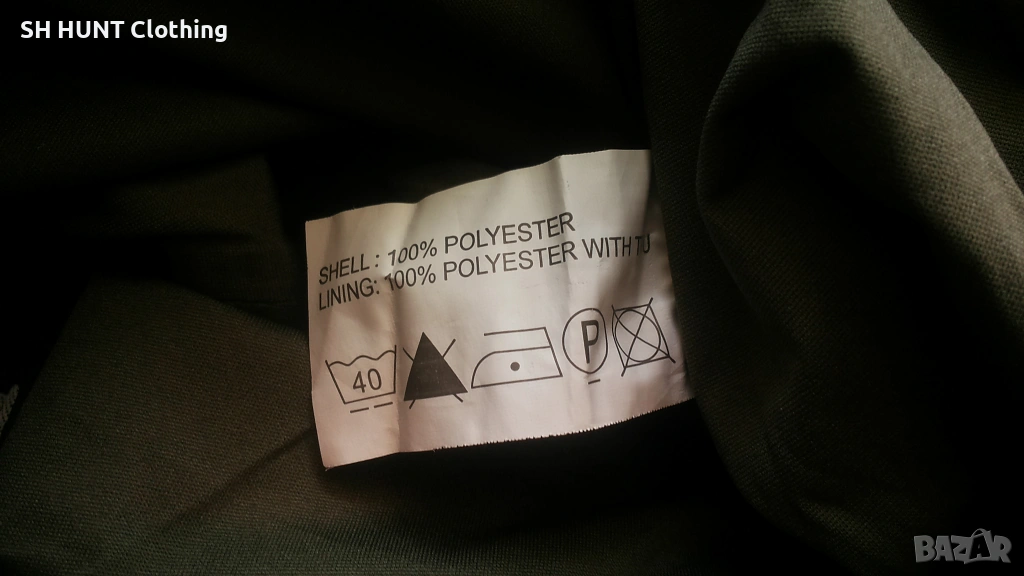 SH HUNT Clothing
SHELL: 100% POLYESTER
LINING: 100% POLYESTER WITH
40
P
BAZAR